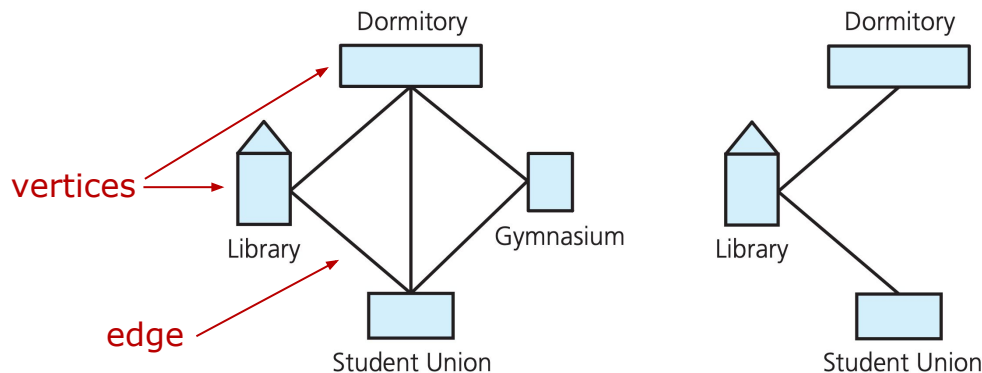 Dormitory
vertices
Library
Gymnasium
edge
Student Union
Dormitory
Library
Student Union